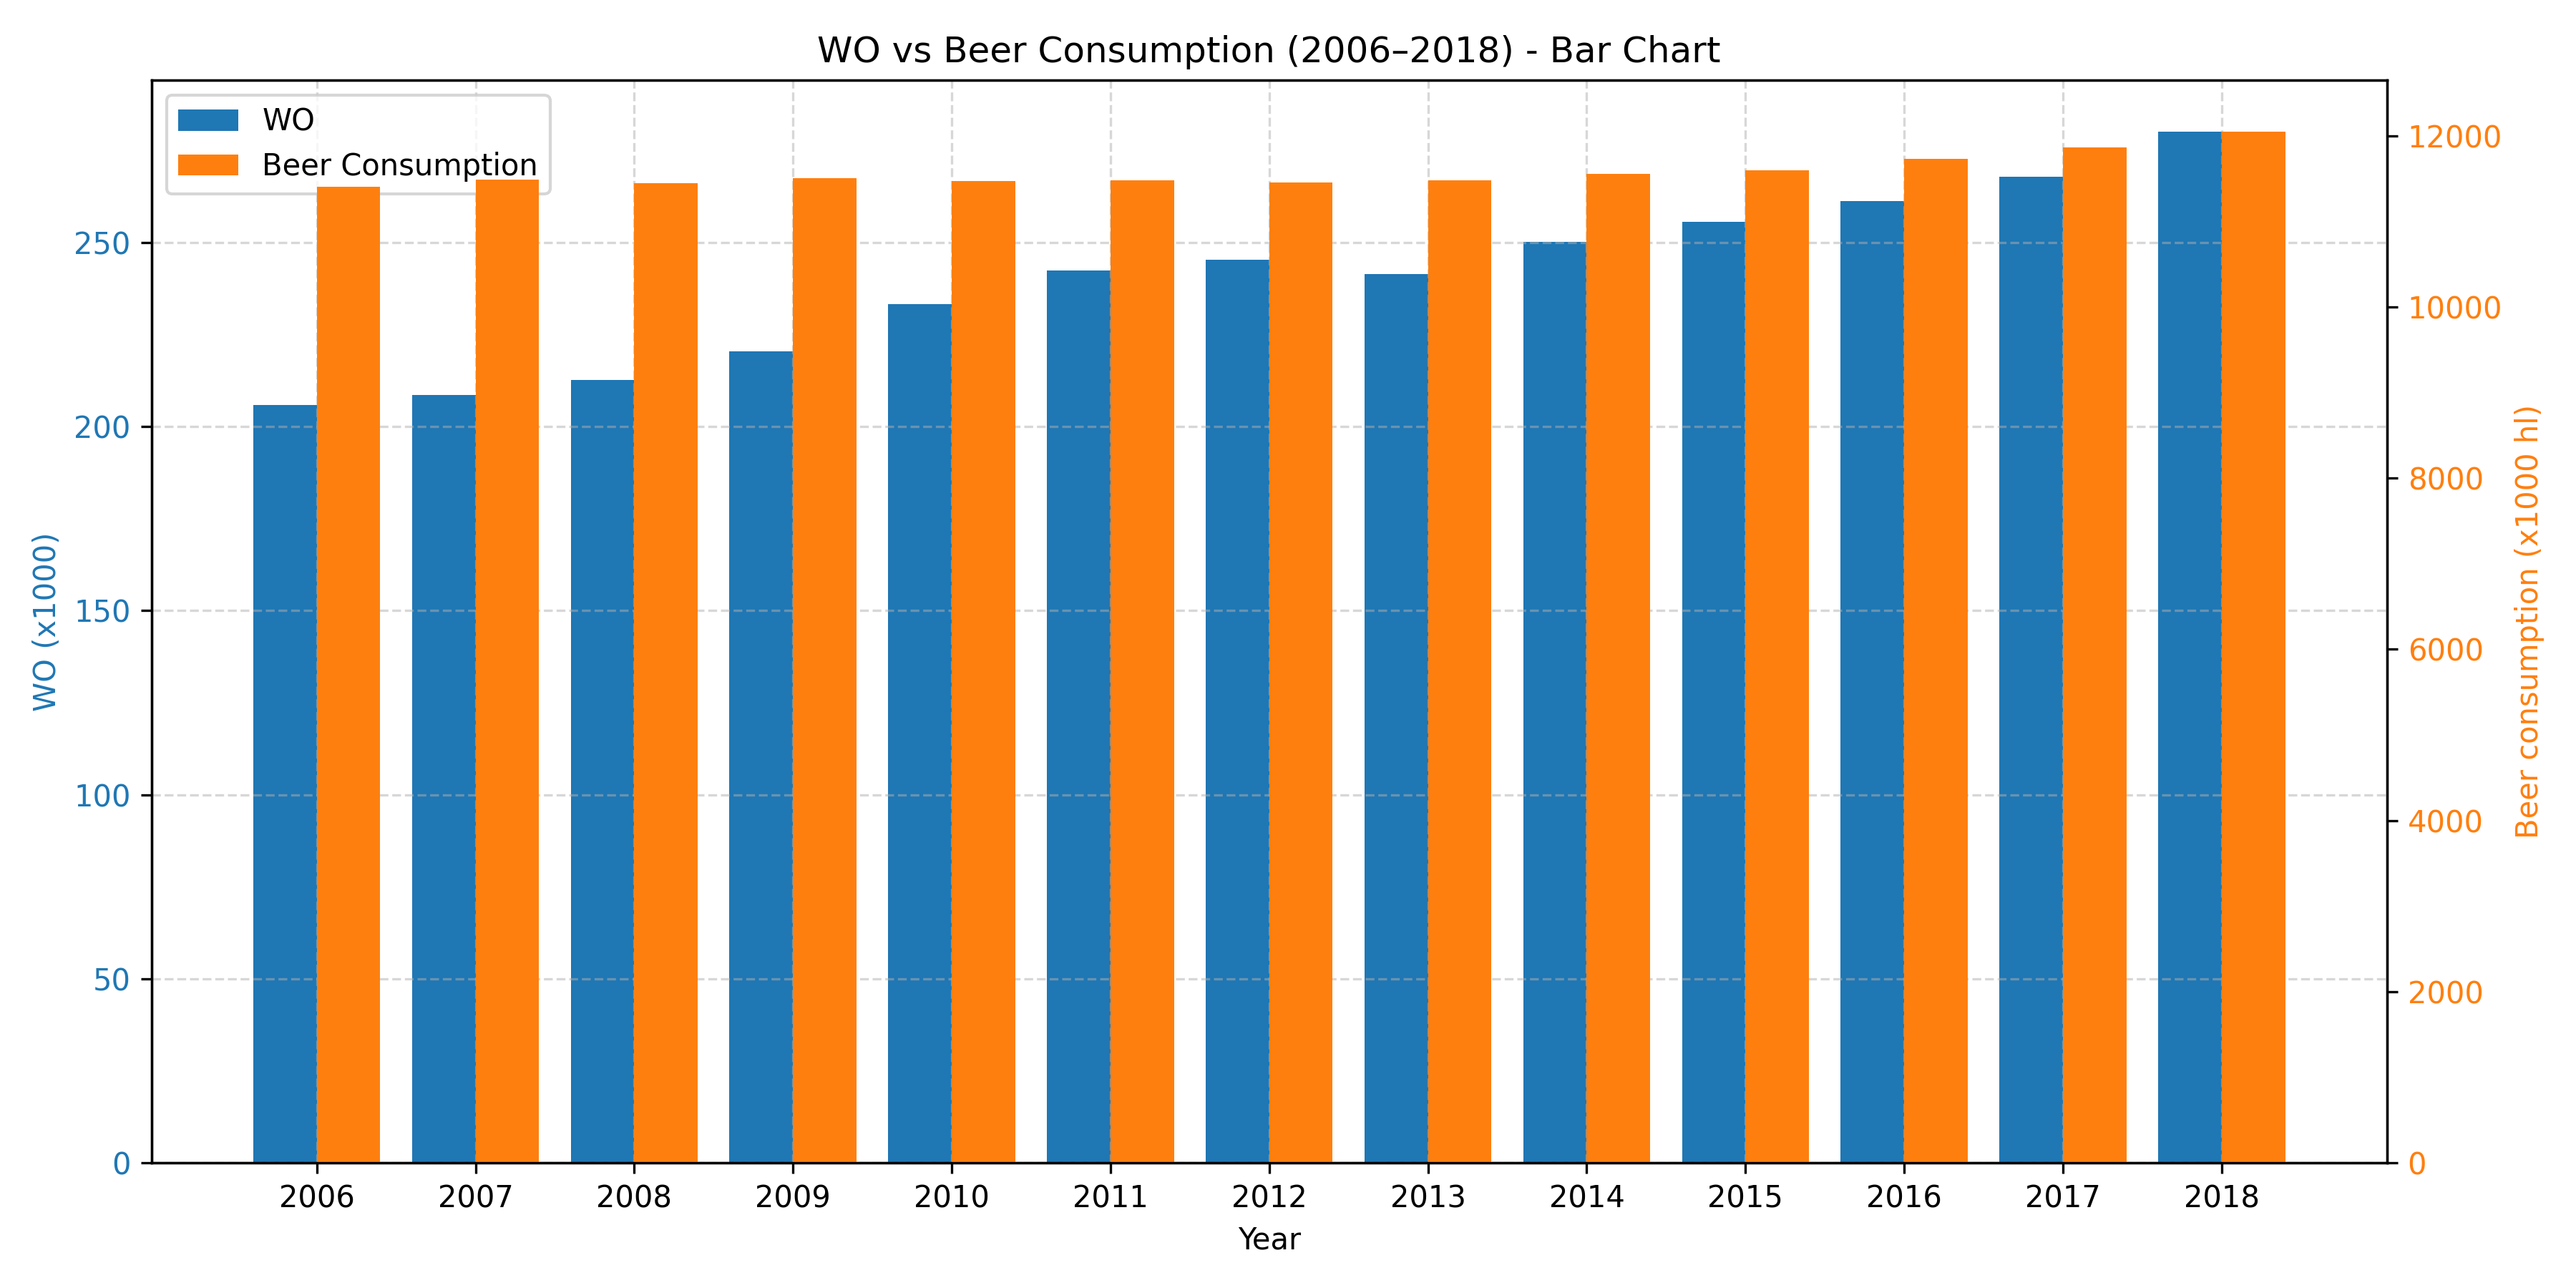 WO vs Beer Consumption (2006–2018) - Bar Chart
WO
Beer Consumption
WO (x1000)
250
200
150
100
50
0
12000
10000
8000
6000
4000
2000
0
Beer consumption (x1000 hl)
2006 2007 2008 2009 2010 2011 2012 2013 2014 2015 2016 2017 2018
Year